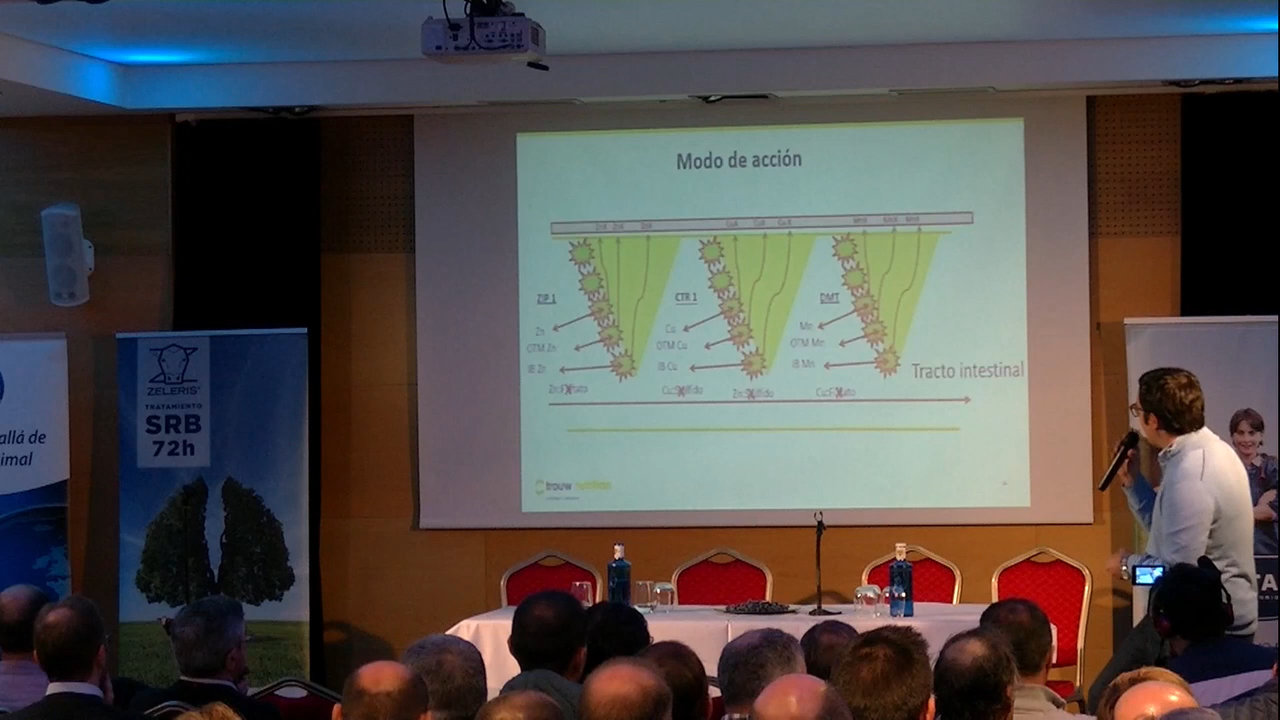 Modo de acción
ZIP 1
CTR 1
DMT
Zn
Cu
Mn
OTM Zn
OTM Cu
OTM Mn
IB Zn
IB Cu
IB Mn
Tracto intestinal
trouw nutrition
ZELERIS
TRATAMIENTO
SRB
72h
allá de
imal